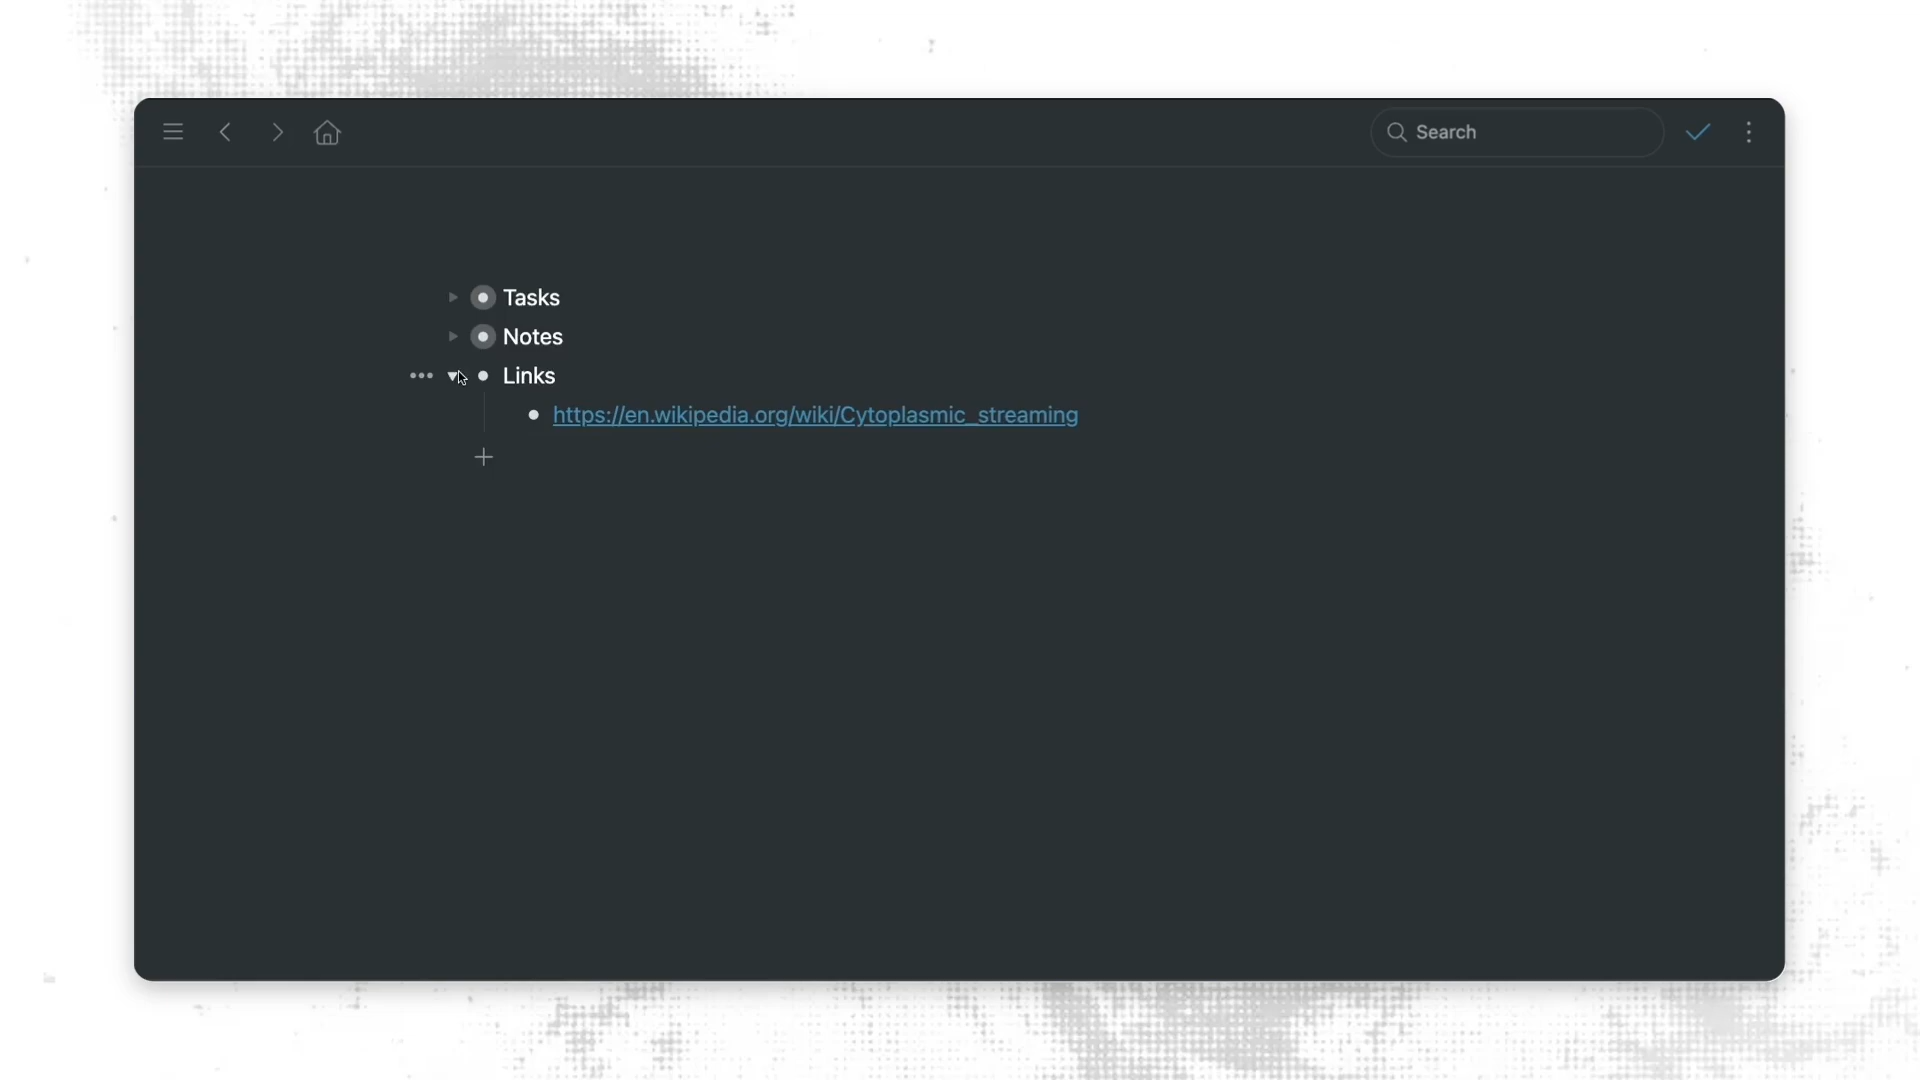 Search
Tasks
Notes
Links
https://en.wikipedia.org/wiki/Cytoplasmic_streaming